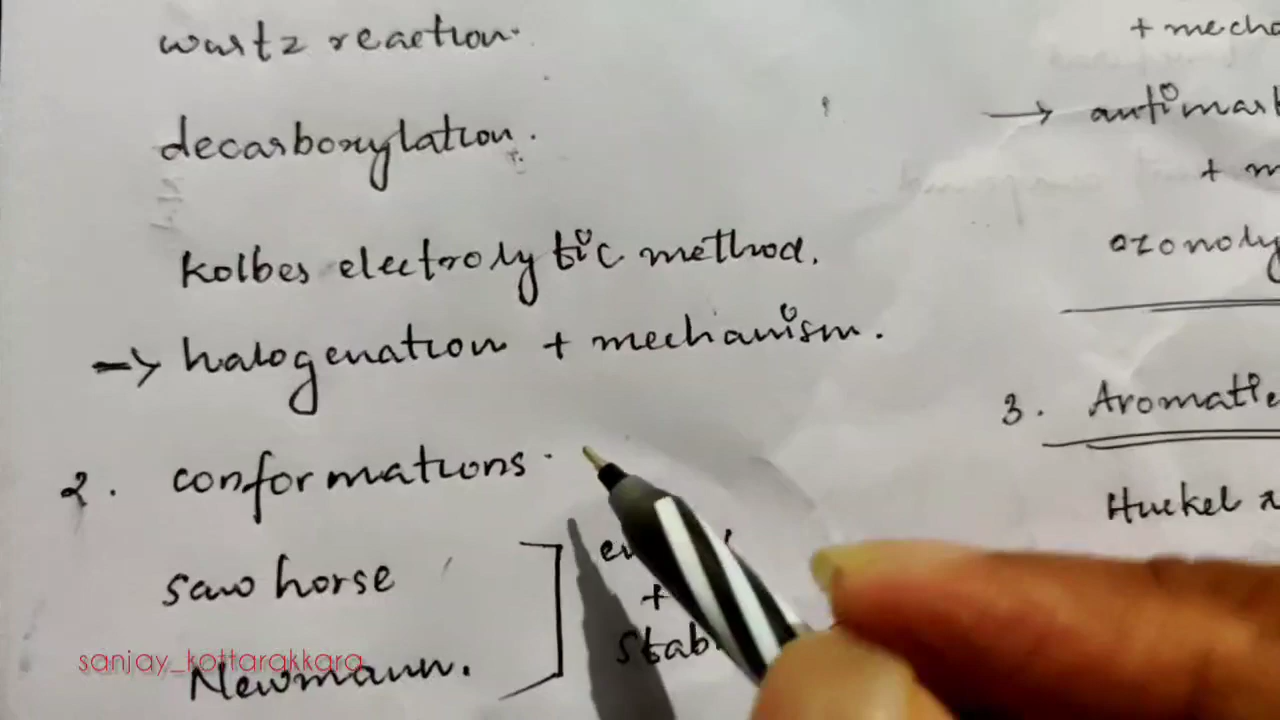 wurtz reaction.
decarboxylation.
kolbes electrolytic method.
→ halogenation + mechanism.
2. conformations.
saw horse
Newmann.
+
+ mecha
→ antimar
+ m
ozonoly
3. Aromatic
Huckel
sanjay_kottarakkara